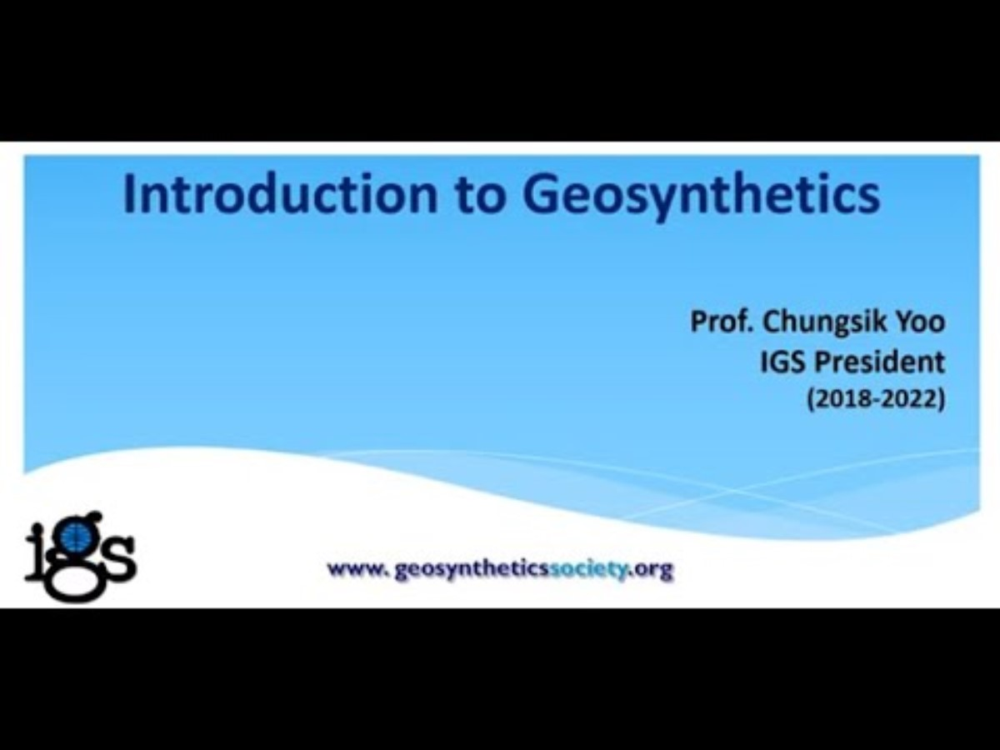 Introduction to Geosynthetics
Prof. Chungsik Yoo
IGS President
(2018-2022)
igs
www. geosyntheticssociety.org